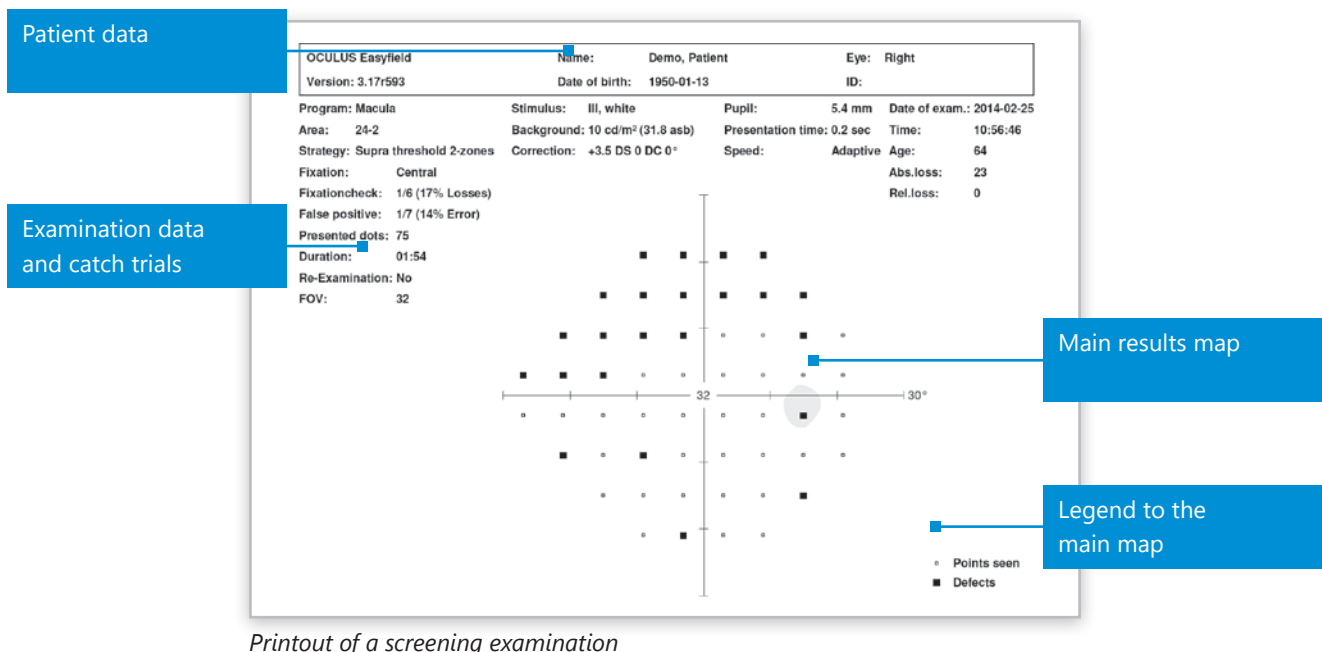 Patient data
OCULUS Easyfield Name: Demo, Patient Eye: Right
Version: 3.17r593 Date of birth: 1950-01-13 ID:
Program: Macula Stimulus: III, white Pupil: 5.4 mm Date of exam.: 2014-02-25
Area: 24-2 Background: 10 cd/m² (31.8 asb) Presentation time: 0.2 sec Time: 10:56:46
Strategy: Supra threshold 2-zones Correction: +3.5 DS 0 DC 0° Speed: Adaptive Age: 64
Fixation: Central Abs.loss: 23
Fixationcheck: 1/6 (17% Losses) Rel.loss: 0
False positive: 1/7 (14% Error)
Presented dots: 75
Duration: 01:54
Re-Examination: No
FOV: 32
Examination data
and catch trials
Main results map
32 30°
Legend to the
main map
Points seen
Defects
Printout of a screening examination